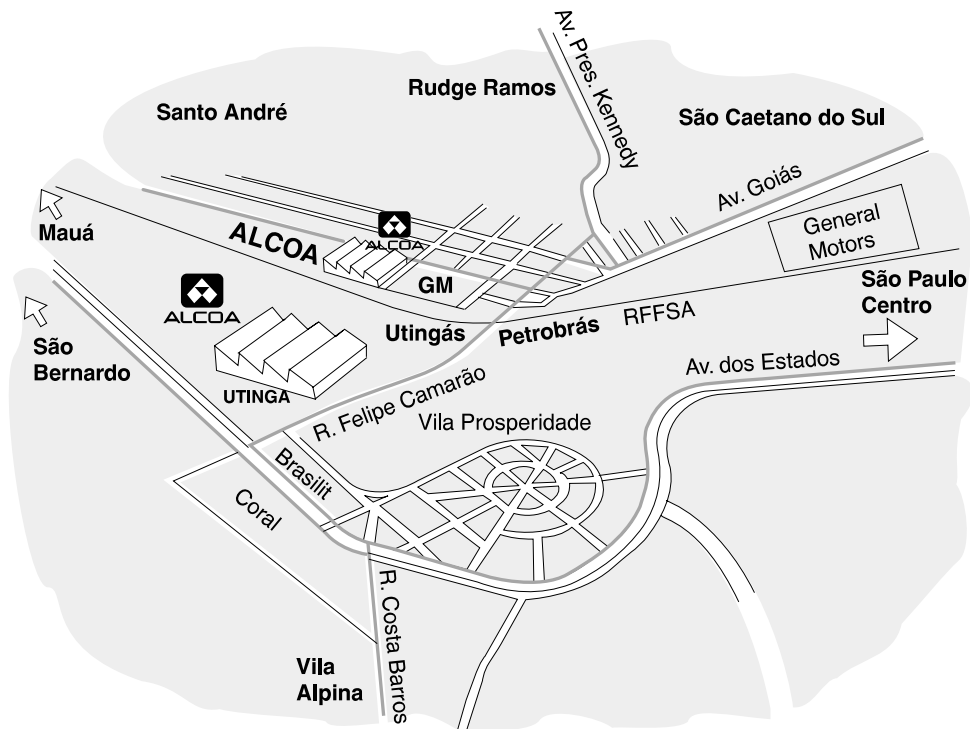 Av. Pres. Kennedy
Rudge Ramos
Santo André
São Caetano do Sul
Av. Goiás
Mauá
ALCOA
ALCOA
General
Motors
GM
São Paulo
Centro
ALCOA
Utingás
Petrobrás
RFFSA
São
Bernardo
Av. dos Estados
UTINGA
R. Felipe Camarão
Vila Prosperidade
Brasilit
Coral
R. Costa Barros
Vila
Alpina